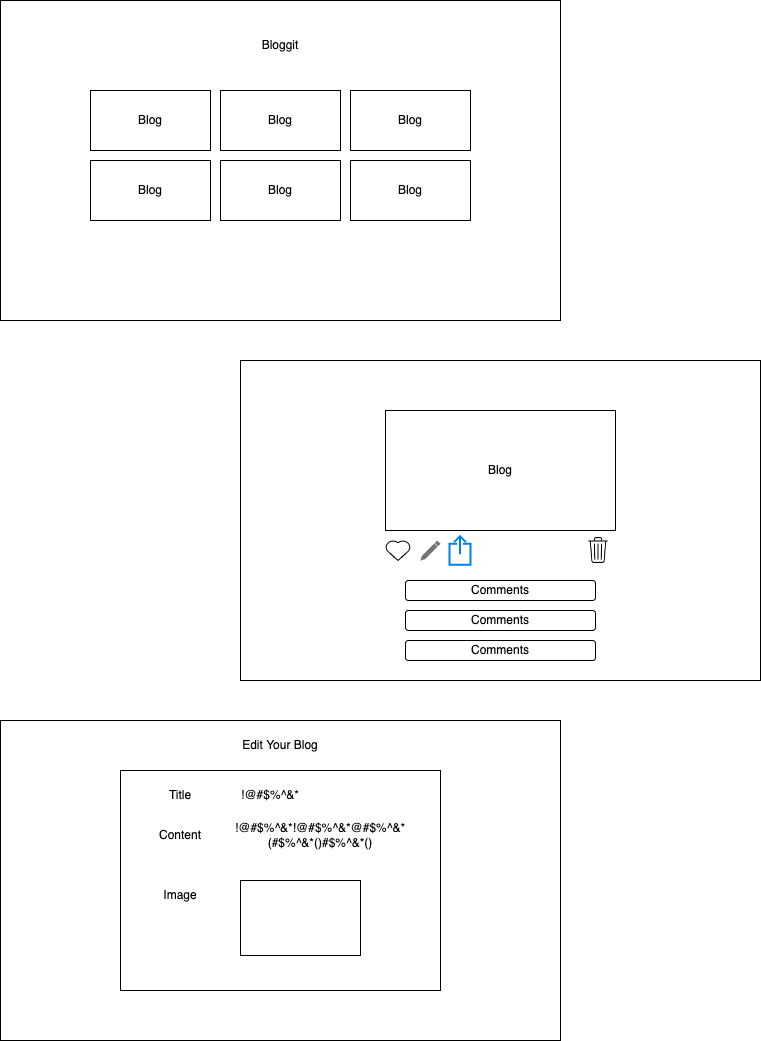 Bloggit
Blog Blog Blog
Blog Blog Blog
Blog
Comments
Comments
Comments
Edit Your Blog
Title !@#$%^&*
Content !@#$%^&*!@#$%^&*@#$%^&*
(#$%^&*()#$%^&*()
Image